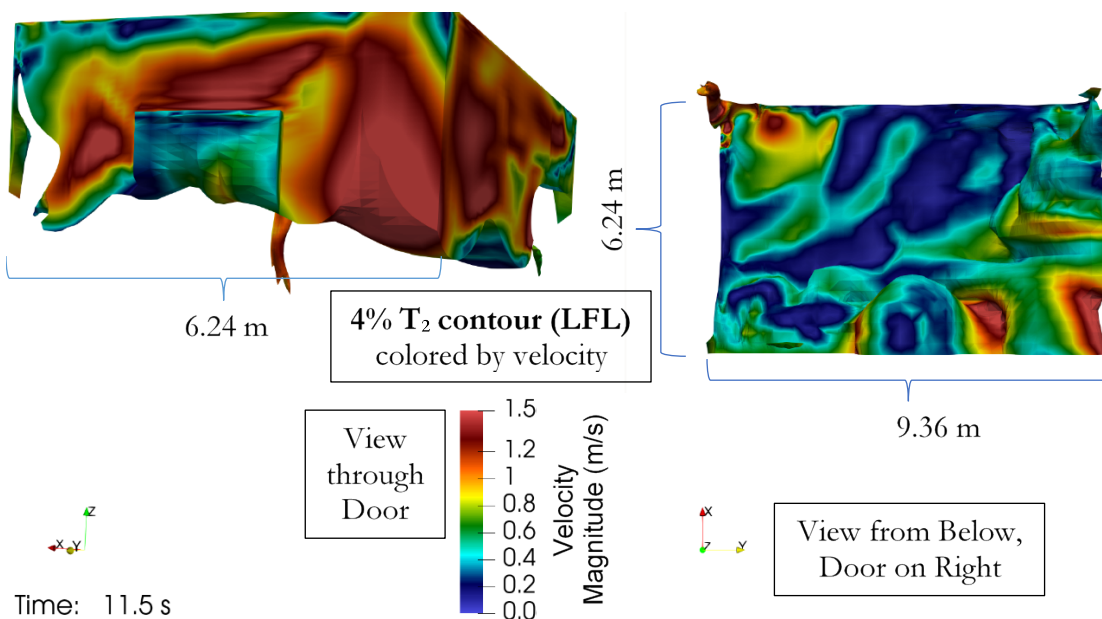 6.24 m
6.24 m
4% T₂ contour (LFL)
colored by velocity
9.36 m
View
through
Door
1.5
1.2
1
0.8
0.6
0.4
0.2
0.0
Velocity
Magnitude (m/s)
Z
X
Y
X
Z
Y
View from Below,
Door on Right
Time: 11.5 s